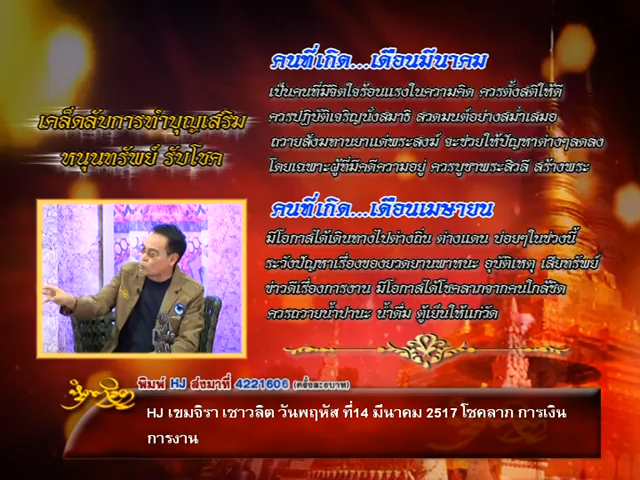 เคล็ดลับการทำบุญเสริม
หนุนทรัพย์ รับโชค
คนที่เกิด...เดือนมีนาคม
เป็นคนที่มีจิตใจร้อนแรงในความคิด ควรตั้งสติให้ดี
ควรปฏิบัติเจริญนั่งสมาธิ สวดมนต์อย่างสม่ำเสมอ
ถวายสังฆทานยาแด่พระสงฆ์ จะช่วยให้ปัญหาต่างๆลดลง
โดยเฉพาะผู้ที่มีคดีความอยู่ ควรบูชาพระสิวลี สร้างพระ
คนที่เกิด...เดือนเมษายน
มีโอกาสได้เดินทางไปต่างถิ่น ต่างแดน บ่อยๆในช่วงนี้
ระวังปัญหาเรื่องของยวดยานพาหนะ อุบัติเหตุ เสียทรัพย์
ข่าวดีเรื่องการงาน มีโอกาสได้โชคลาภจากคนใกล้ชิด
ควรถวายน้ำปานะ น้ำดื่ม ตู้เย็นให้แก่วัด
พิมพ์ HJ ส่งมาที่ 4221606 (ครั้งละ9บาท)
HJ เขมจิรา เชาวลิต วันพฤหัส ที่14 มีนาคม 2517 โชคลาภ การเงิน
การงาน